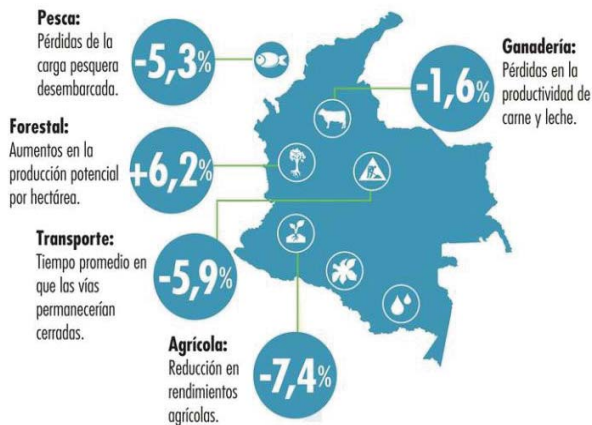 Pesca:
Pérdidas de la
carga pesquera
desembarcada.
-5,3%
Ganadería:
Pérdidas en la
productividad de
carne y leche.
-1,6%
Forestal:
Aumentos en la
producción potencial
por hectárea.
+6,2%
Transporte:
Tiempo promedio en
que las vías
permanecerían
cerradas.
-5,9%
Agrícola:
Reducción en
rendimientos
agrícolas.
-7,4%